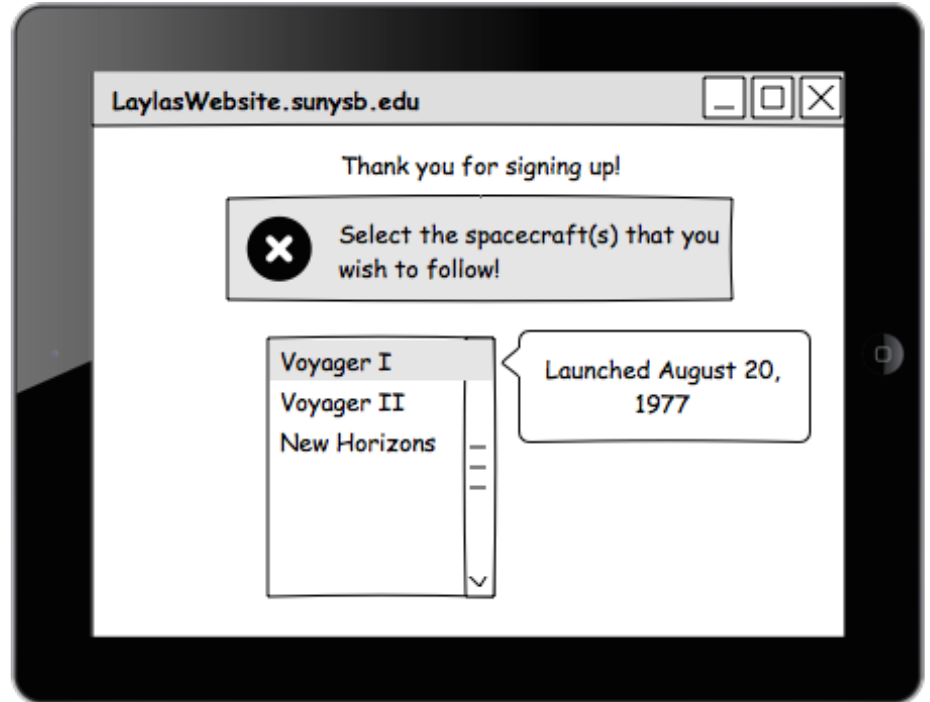 LaylasWebsite.sunysb.edu
Thank you for signing up!
Select the spacecraft(s) that you
wish to follow!
Voyager I
Launched August 20,
1977
Voyager II
New Horizons